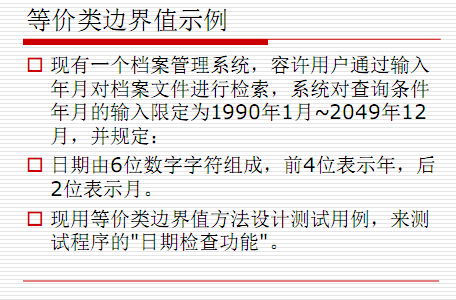 等价类边界值示例
现有一个档案管理系统，容许用户通过输入
年月对档案文件进行检索，系统对查询条件
年月的输入限定为1990年1月~2049年12
月，并规定：
日期由6位数字字符组成，前4位表示年，后
2位表示月。
现用等价类边界值方法设计测试用例，来测
试程序的"日期检查功能"。